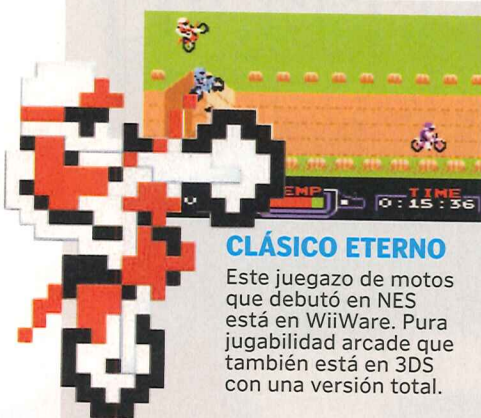 EMP
TIME
0:15:36
CLÁSICO ETERNO
Este juegazo de motos
que debutó en NES
está en WiiWare. Pura
jugabilidad arcade que
también está en 3DS
con una versión total.